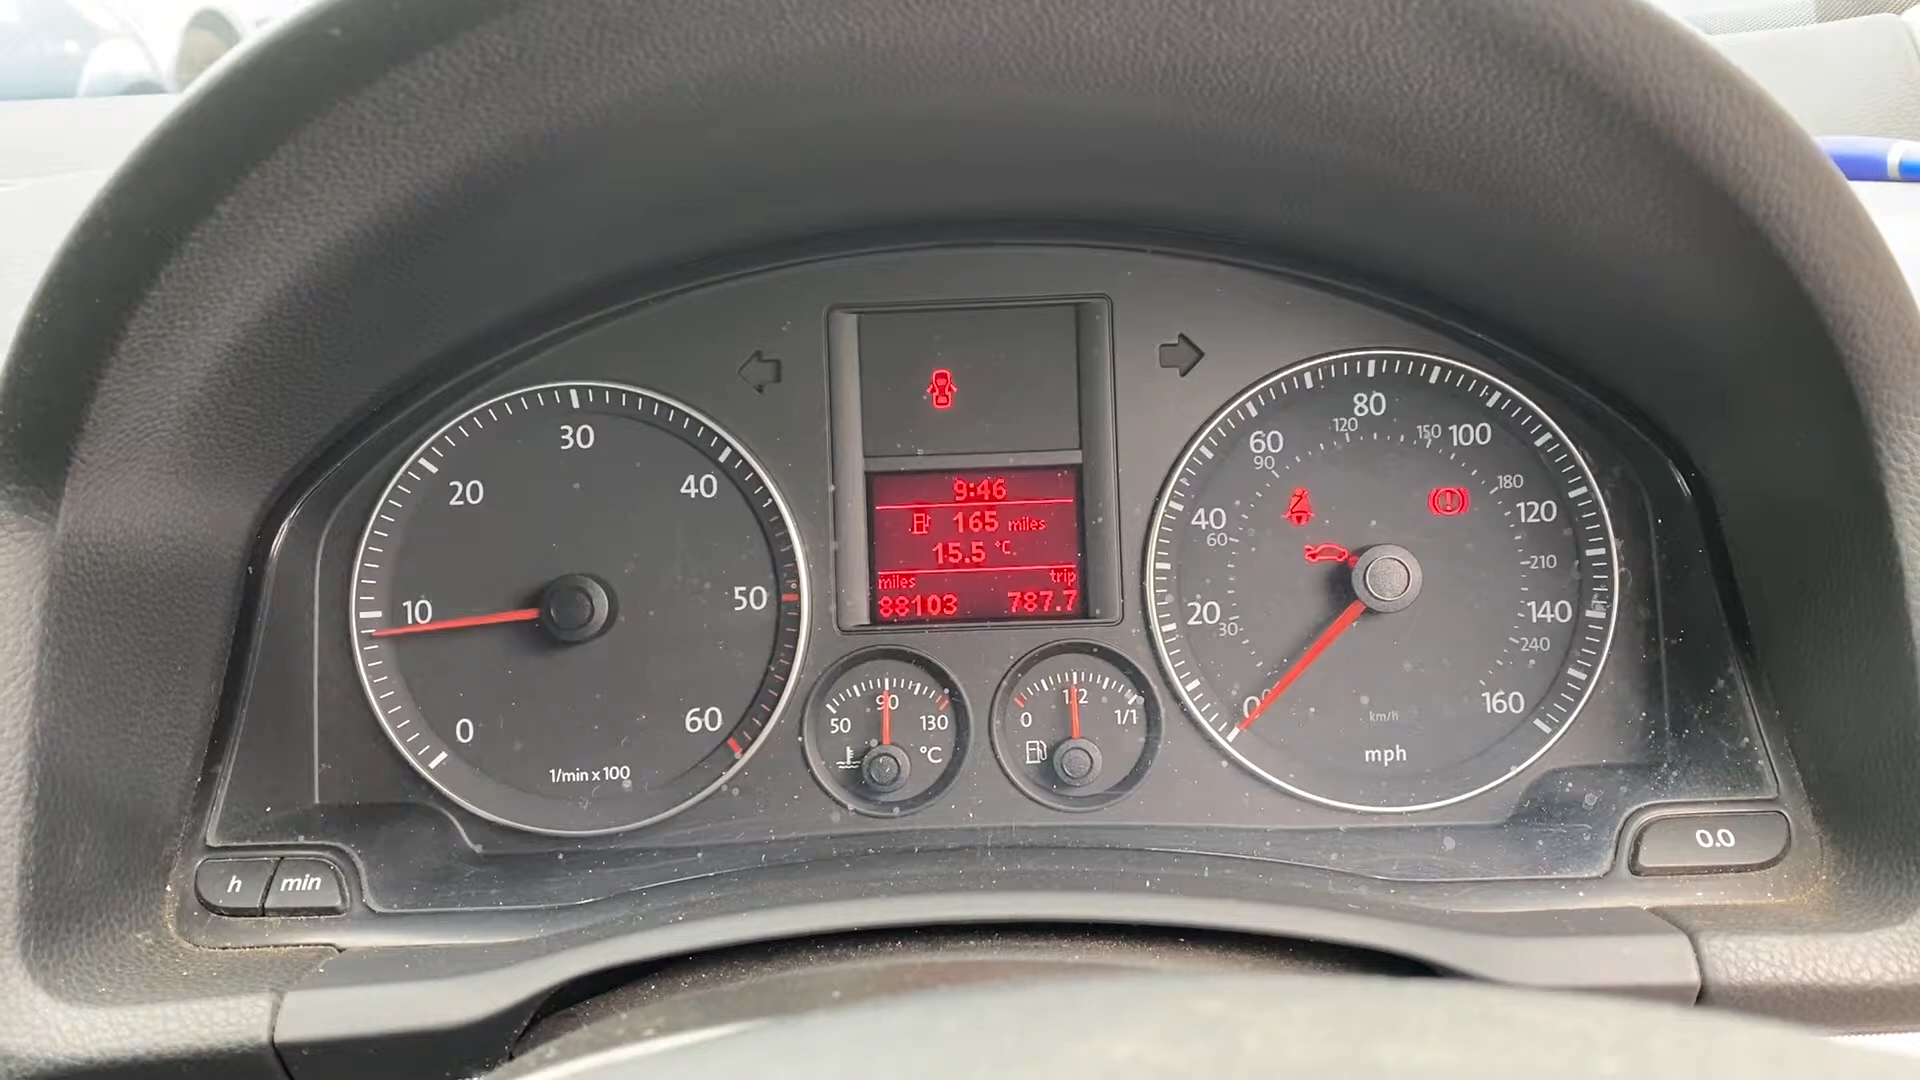 9:46
165 miles
15.5 °C
miles trip
88103 787.7
0 10 20 30 40 50 60
1/min x 100
50 90 130
°C
0 1/2 1/1
0 20 40 60 80 100 120 140 160
30 60 90 120 150 180 210 240
km/h
mph
h min
0.0